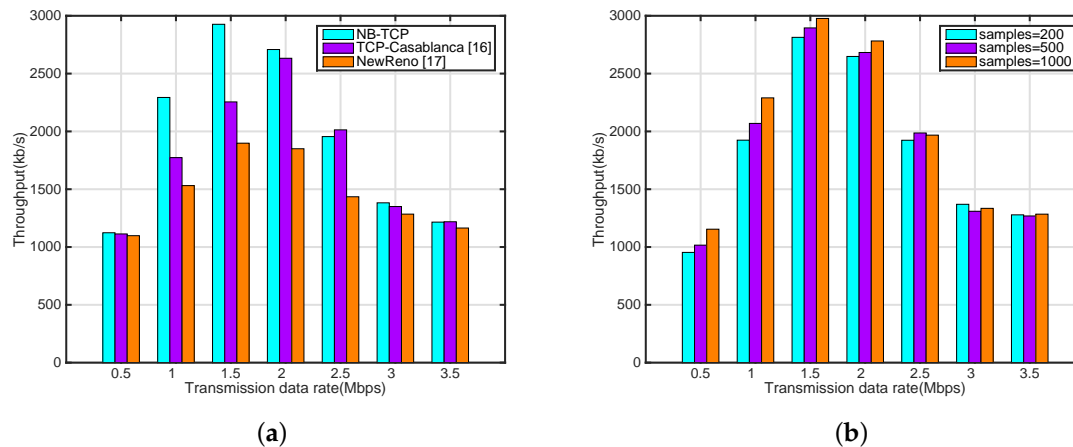 3000
2500
2000
1500
1000
500
0
Throughput(kb/s)
NB-TCP
TCP-Casablanca [16]
NewReno [17]
0.5 1 1.5 2 2.5 3 3.5
Transmission data rate(Mbps)
(a)
3000
2500
2000
1500
1000
500
0
Throughput(kb/s)
samples=200
samples=500
samples=1000
0.5 1 1.5 2 2.5 3 3.5
Transmission data rate(Mbps)
(b)